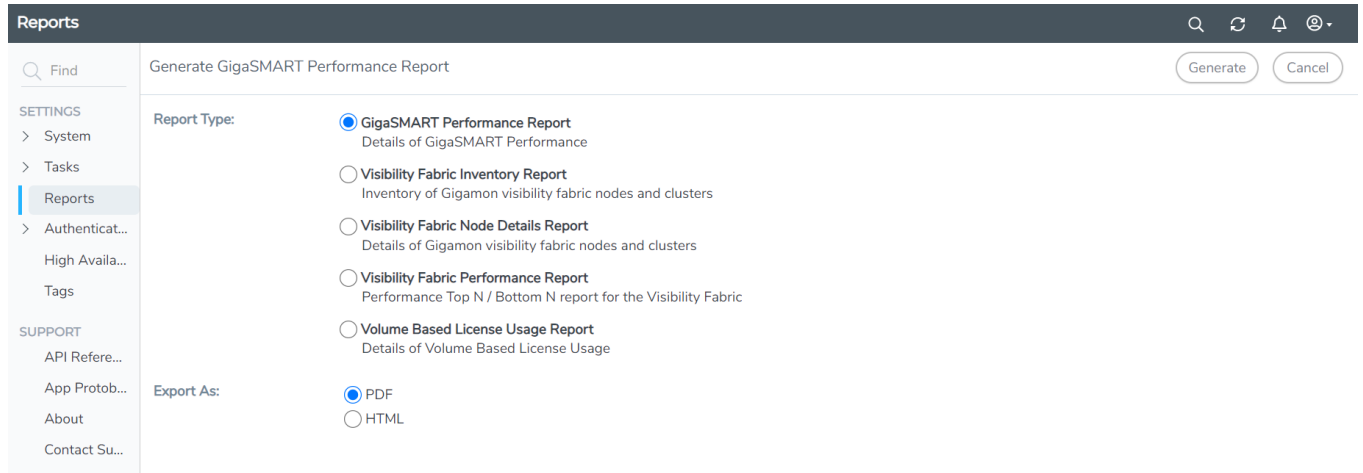 Reports
Find
Generate GigaSMART Performance Report
Generate
Cancel
SETTINGS
System
Tasks
Reports
Authenticat...
High Availa...
Tags
SUPPORT
API Refere...
App Protob...
About
Contact Su...
Report Type:
GigaSMART Performance Report
Details of GigaSMART Performance
Visibility Fabric Inventory Report
Inventory of Gigamon visibility fabric nodes and clusters
Visibility Fabric Node Details Report
Details of Gigamon visibility fabric nodes and clusters
Visibility Fabric Performance Report
Performance Top N / Bottom N report for the Visibility Fabric
Volume Based License Usage Report
Details of Volume Based License Usage
Export As:
PDF
HTML